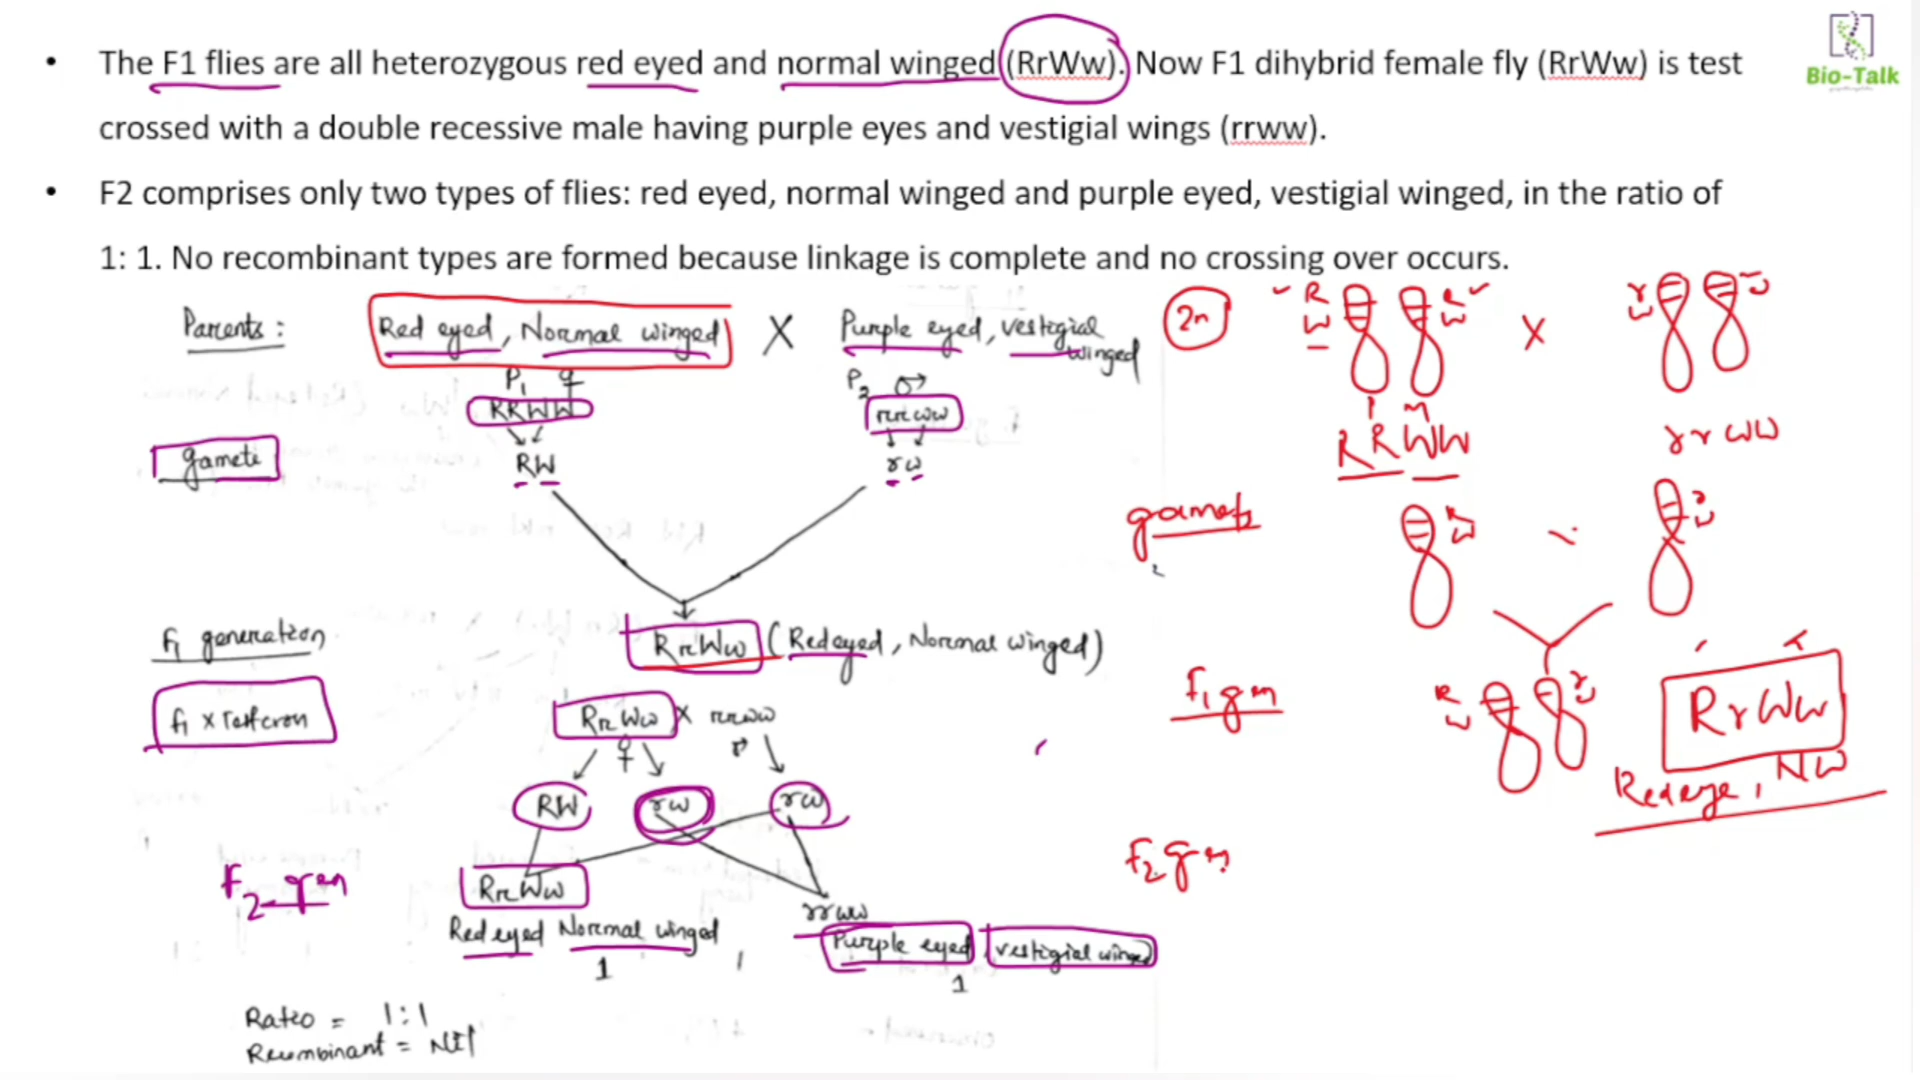 • The F1 flies are all heterozygous red eyed and normal winged (RrWw). Now F1 dihybrid female fly (RrWw) is test
crossed with a double recessive male having purple eyes and vestigial wings (rrww).
• F2 comprises only two types of flies: red eyed, normal winged and purple eyed, vestigial winged, in the ratio of
1: 1. No recombinant types are formed because linkage is complete and no crossing over occurs.
Bio-Talk
Parents : Red eyed, Normal winged X Purple eyed, vestigial
winged
P1 ♀ P2 ♂
RRWW rrww
gamete RW rw
F1 generation RrWw (Red eyed, Normal winged)
F1 x Testcross RrWw X rrww
♀
RW rw rw
F2 gen RrWw rrww
Red eyed Normal winged Purple eyed vestigial winged
1 1
Ratio = 1:1
Recombinant = Nil
2n R W R W X r w r w
RRWW rrww
gamete R W r w
F1 gen R W r w RrWw
Red eye, NW
F2 gen